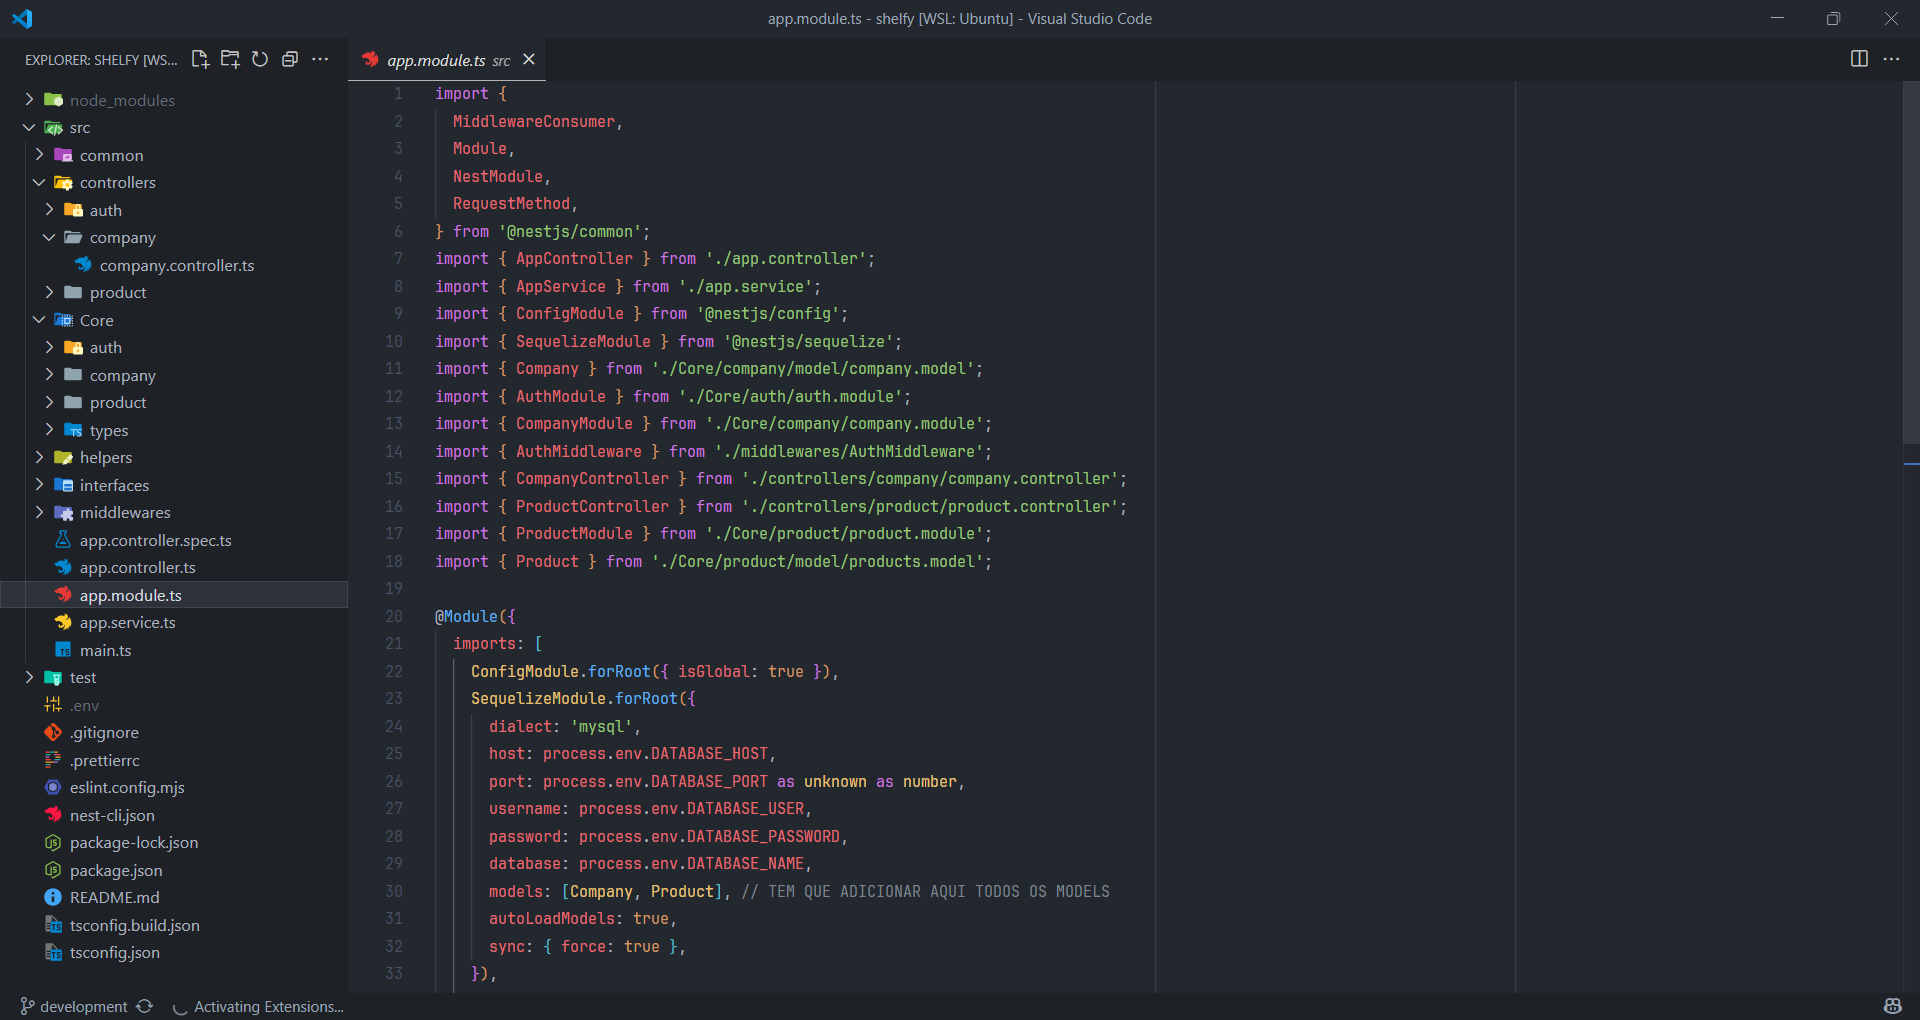 app.module.ts - shelfy [WSL: Ubuntu] - Visual Studio Code
EXPLORER: SHELFY [WS...
node_modules
src
common
controllers
auth
company
company.controller.ts
product
Core
auth
company
product
types
helpers
interfaces
middlewares
app.controller.spec.ts
app.controller.ts
app.module.ts
app.service.ts
main.ts
test
.env
.gitignore
.prettierrc
eslint.config.mjs
nest-cli.json
package-lock.json
package.json
README.md
tsconfig.build.json
tsconfig.json
app.module.ts src
1 import {
2 MiddlewareConsumer,
3 Module,
4 NestModule,
5 RequestMethod,
6 } from '@nestjs/common';
7 import { AppController } from './app.controller';
8 import { AppService } from './app.service';
9 import { ConfigModule } from '@nestjs/config';
10 import { SequelizeModule } from '@nestjs/sequelize';
11 import { Company } from './Core/company/model/company.model';
12 import { AuthModule } from './Core/auth/auth.module';
13 import { CompanyModule } from './Core/company/company.module';
14 import { AuthMiddleware } from './middlewares/AuthMiddleware';
15 import { CompanyController } from './controllers/company/company.controller';
16 import { ProductController } from './controllers/product/product.controller';
17 import { ProductModule } from './Core/product/product.module';
18 import { Product } from './Core/product/model/products.model';
19
20 @Module({
21 imports: [
22 ConfigModule.forRoot({ isGlobal: true }),
23 SequelizeModule.forRoot({
24 dialect: 'mysql',
25 host: process.env.DATABASE_HOST,
26 port: process.env.DATABASE_PORT as unknown as number,
27 username: process.env.DATABASE_USER,
28 password: process.env.DATABASE_PASSWORD,
29 database: process.env.DATABASE_NAME,
30 models: [Company, Product], // TEM QUE ADICIONAR AQUI TODOS OS MODELS
31 autoLoadModels: true,
32 sync: { force: true },
33 }),
development
Activating Extensions...